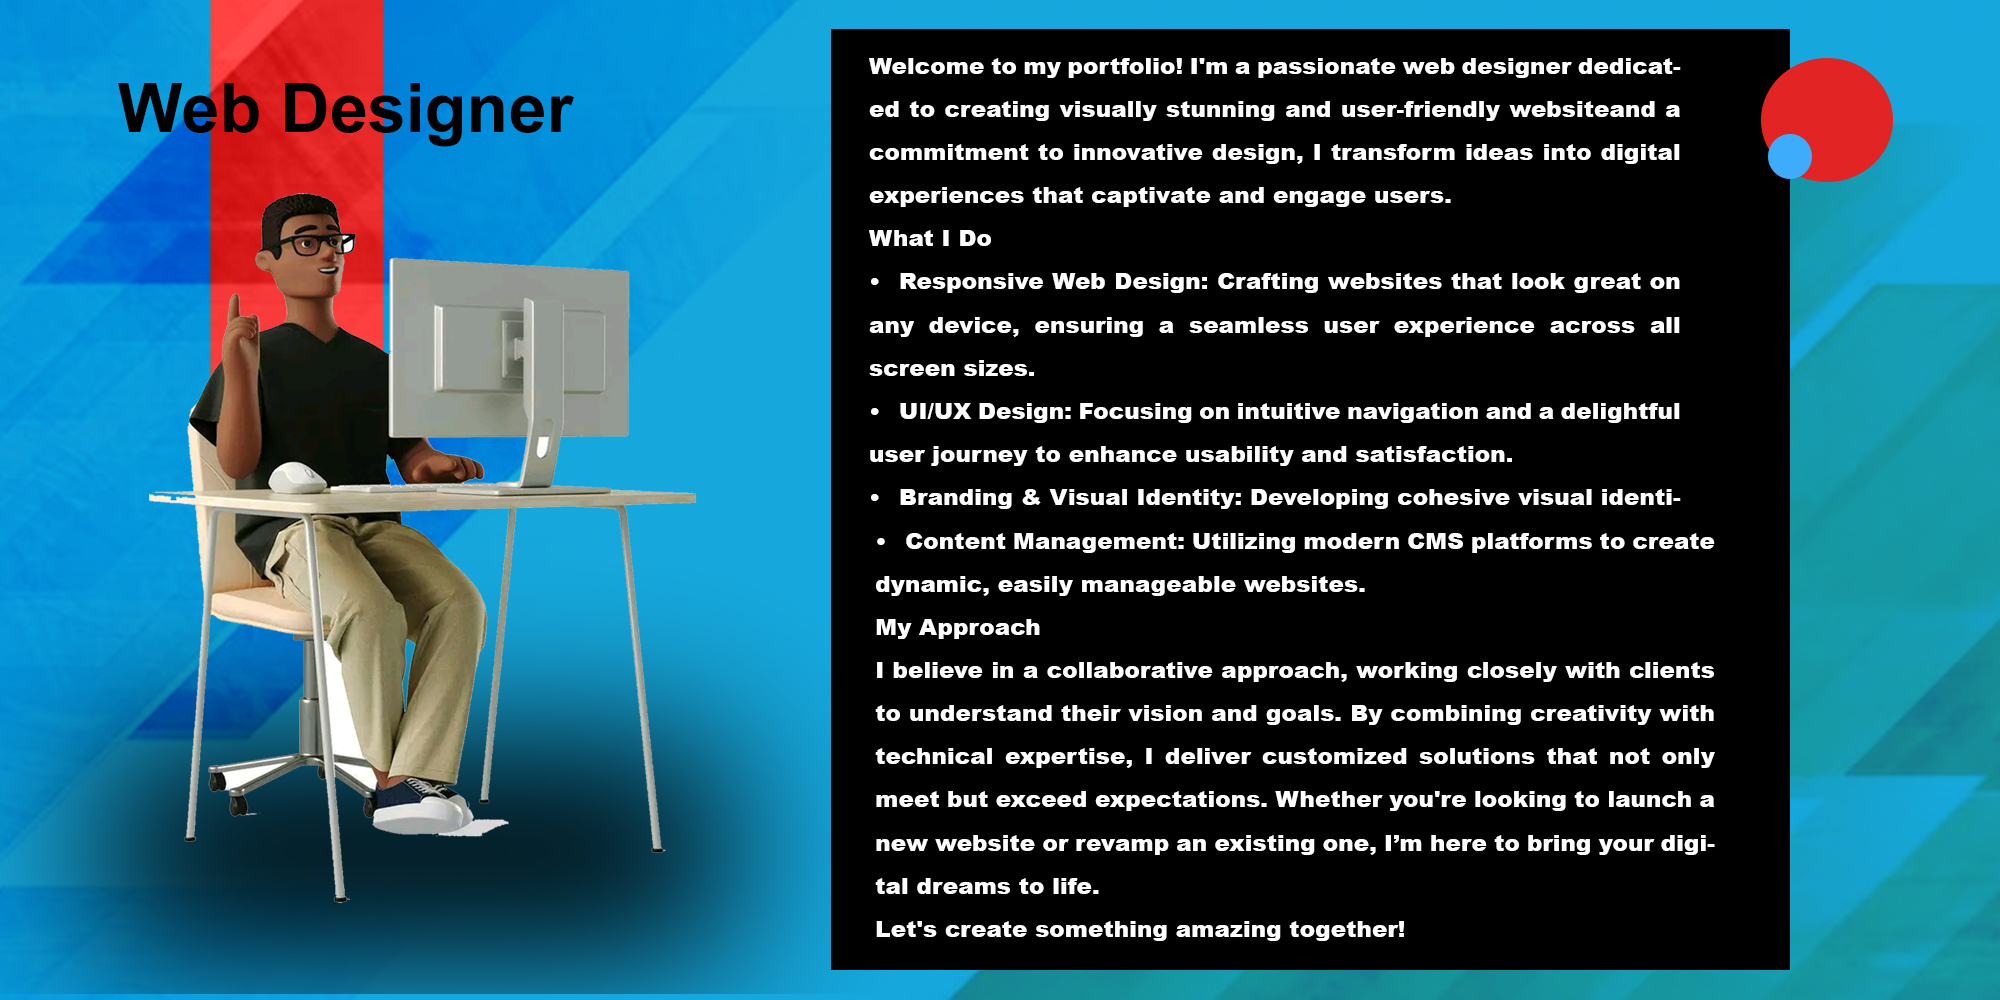 Web Designer
Welcome to my portfolio! I'm a passionate web designer dedicat-
ed to creating visually stunning and user-friendly websiteand a
commitment to innovative design, I transform ideas into digital
experiences that captivate and engage users.
What I Do
• Responsive Web Design: Crafting websites that look great on
any device, ensuring a seamless user experience across all
screen sizes.
• UI/UX Design: Focusing on intuitive navigation and a delightful
user journey to enhance usability and satisfaction.
• Branding & Visual Identity: Developing cohesive visual identi-
• Content Management: Utilizing modern CMS platforms to create
dynamic, easily manageable websites.
My Approach
I believe in a collaborative approach, working closely with clients
to understand their vision and goals. By combining creativity with
technical expertise, I deliver customized solutions that not only
meet but exceed expectations. Whether you're looking to launch a
new website or revamp an existing one, I’m here to bring your digi-
tal dreams to life.
Let's create something amazing together!